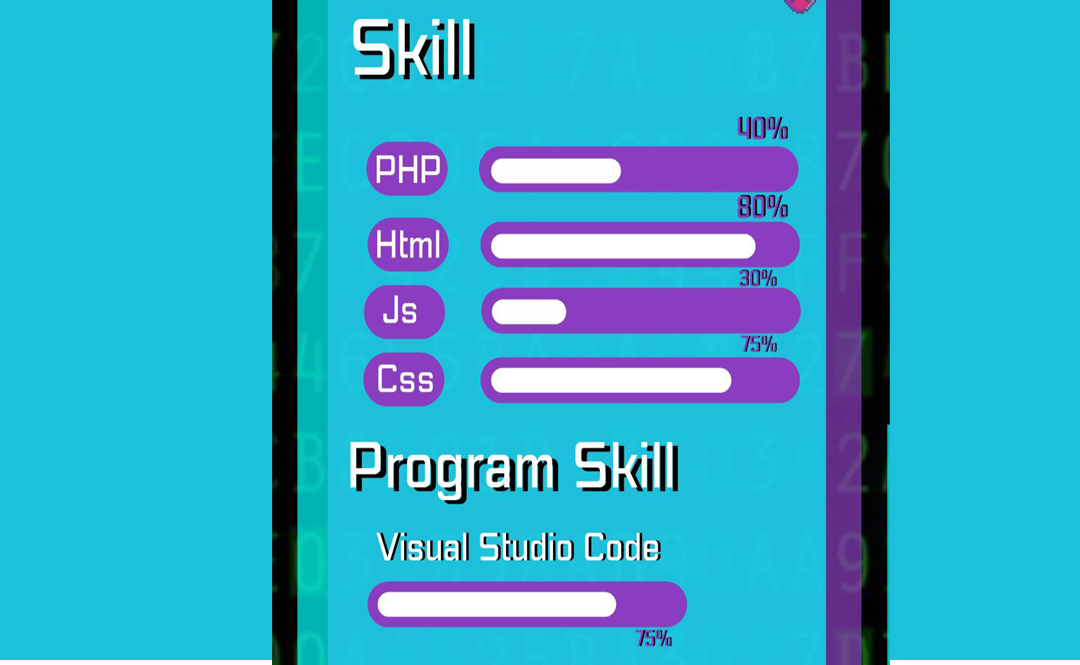 Skill
40%
PHP
80%
Html
30%
Js
75%
Css
Program Skill
Visual Studio Code
75%